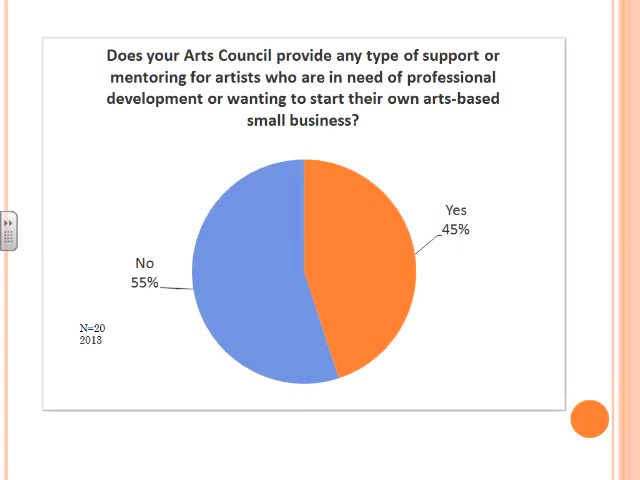 Does your Arts Council provide any type of support or
mentoring for artists who are in need of professional
development or wanting to start their own arts-based
small business?
Yes
45%
No
55%
N=20
2013